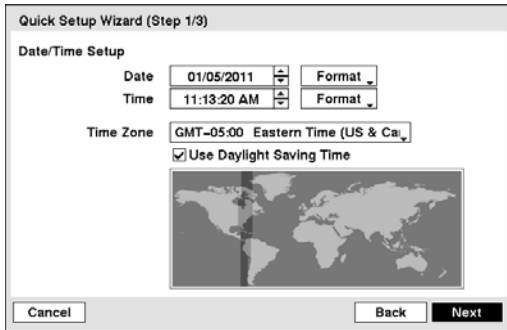 Quick Setup Wizard (Step 1/3)
Date/Time Setup
Date 01/05/2011 Format
Time 11:13:20 AM Format
Time Zone GMT-05:00 Eastern Time (US & Ca
Use Daylight Saving Time
Cancel Back Next